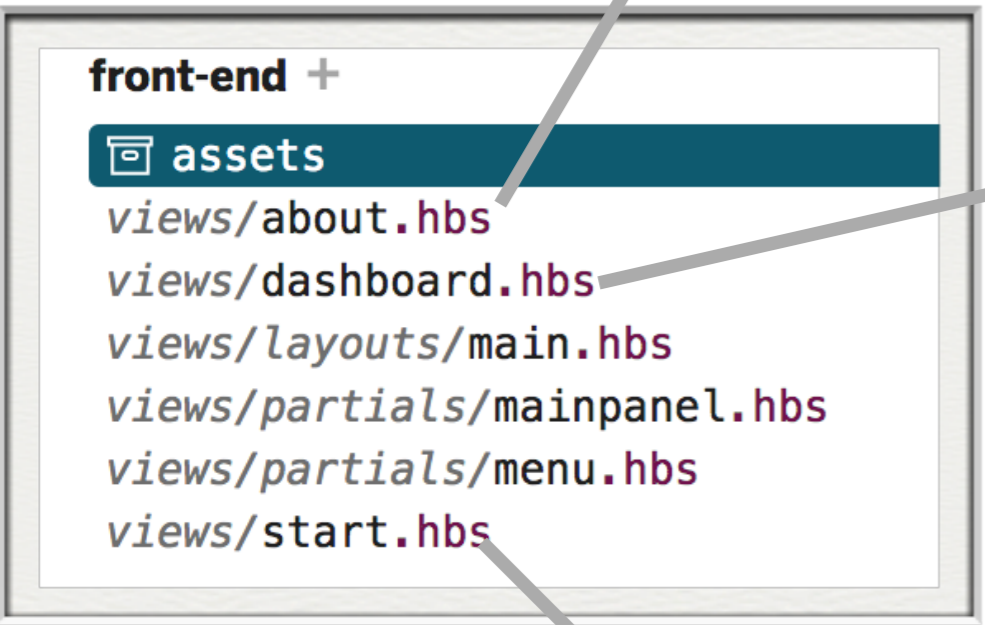 front-end +
assets
views/about.hbs
views/dashboard.hbs
views/layouts/main.hbs
views/partials/mainpanel.hbs
views/partials/menu.hbs
views/start.hbs